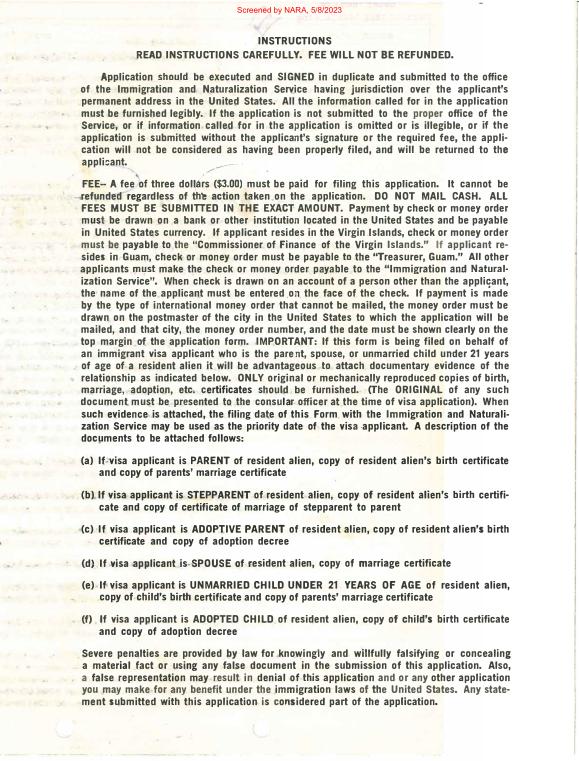 Screened by NARA, 5/8/2023
INSTRUCTIONS
READ INSTRUCTIONS CAREFULLY. FEE WILL NOT BE REFUNDED.
Application should be executed and SIGNED in duplicate and submitted to the office
of the Immigration and Naturalization Service having jurisdiction over the applicant's
permanent address in the United States. All the information called for in the application
must be furnished legibly. If the application is not submitted to the proper office of the
Service, or if information called for in the application is omitted or is illegible, or if the
application is submitted without the applicant's signature or the required fee, the appli-
cation will not be considered as having been properly filed, and will be returned to the
applicant.
FEE— A fee of three dollars ($3.00) must be paid for filing this application. It cannot be
refunded regardless of the action taken on the application. DO NOT MAIL CASH. ALL
FEES MUST BE SUBMITTED IN THE EXACT AMOUNT. Payment by check or money order
must be drawn on a bank or other institution located in the United States and be payable
in United States currency. If applicant resides in the Virgin Islands, check or money order
must be payable to the "Commissioner of Finance of the Virgin Islands." If applicant re-
sides in Guam, check or money order must be payable to the "Treasurer, Guam." All other
applicants must make the check or money order payable to the "Immigration and Natural-
ization Service". When check is drawn on an account of a person other than the applicant,
the name of the applicant must be entered on the face of the check. If payment is made
by the type of international money order that cannot be mailed, the money order must be
drawn on the postmaster of the city in the United States to which the application will be
mailed, and that city, the money order number, and the date must be shown clearly on the
top margin of the application form. IMPORTANT: If this form is being filed on behalf of
an immigrant visa applicant who is the parent, spouse, or unmarried child under 21 years
of age of a resident alien it will be advantageous to attach documentary evidence of the
relationship as indicated below. ONLY original or mechanically reproduced copies of birth,
marriage, adoption, etc. certificates should be furnished. (The ORIGINAL of any such
document must be presented to the consular officer at the time of visa application). When
such evidence is attached, the filing date of this Form with the Immigration and Naturali-
zation Service may be used as the priority date of the visa applicant. A description of the
documents to be attached follows:
(a) If visa applicant is PARENT of resident alien, copy of resident alien's birth certificate
and copy of parents' marriage certificate
(b) If visa applicant is STEPPARENT of resident alien, copy of resident alien's birth certifi-
cate and copy of certificate of marriage of stepparent to parent
(c) If visa applicant is ADOPTIVE PARENT of resident alien, copy of resident alien's birth
certificate and copy of adoption decree
(d) If visa applicant is SPOUSE of resident alien, copy of marriage certificate
(e) If visa applicant is UNMARRIED CHILD UNDER 21 YEARS OF AGE of resident alien,
copy of child's birth certificate and copy of parents' marriage certificate
(f) If visa applicant is ADOPTED CHILD of resident alien, copy of child's birth certificate
and copy of adoption decree
Severe penalties are provided by law for knowingly and willfully falsifying or concealing
a material fact or using any false document in the submission of this application. Also,
a false representation may result in denial of this application and or any other application
you may make for any benefit under the immigration laws of the United States. Any state-
ment submitted with this application is considered part of the application.